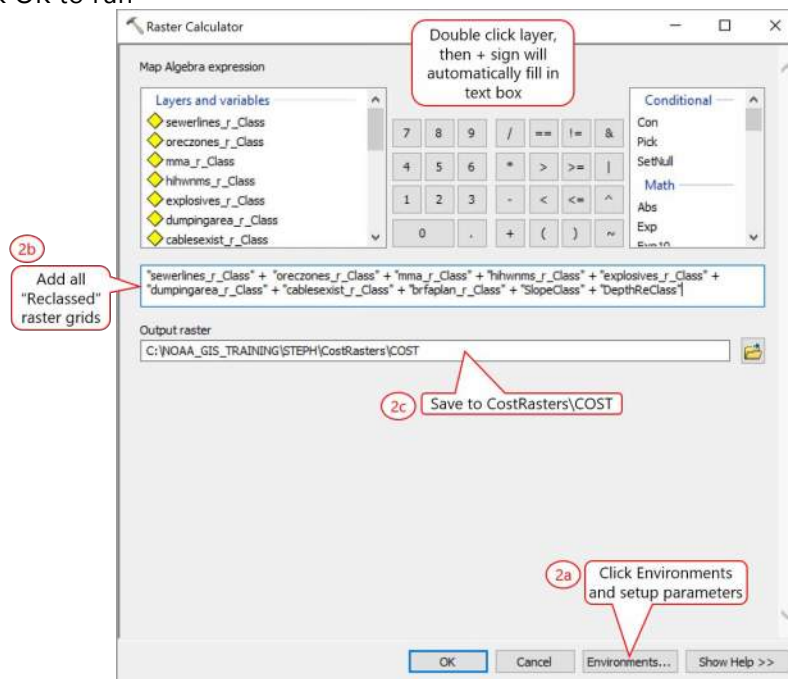 Raster Calculator
Double click layer,
then + sign will
automatically fill in
text box
Map Algebra expression
Layers and variables
sewerlines_r_Class
oreczones_r_Class
mma_r_Class
hihwnms_r_Class
explosives_r_Class
dumpingarea_r_Class
cablesexist_r_Class
7 8 9 / == != &
4 5 6 * > >= |
1 2 3 - < <= ^
0 . + ( ) ~
Conditional
Con
Pick
SetNull
Math
Abs
Exp
2b
Add all
"Reclassed"
raster grids
"sewerlines_r_Class" + "oreczones_r_Class" + "mma_r_Class" + "hihwnms_r_Class" + "explosives_r_Class" +
"dumpingarea_r_Class" + "cablesexist_r_Class" + "brfaplan_r_Class" + "SlopeClass" + "DepthReClass"
Output raster
C:\NOAA_GIS_TRAINING\STEPH\CostRasters\COST
2c Save to CostRasters\COST
2a Click Environments
and setup parameters
OK Cancel Environments... Show Help >>